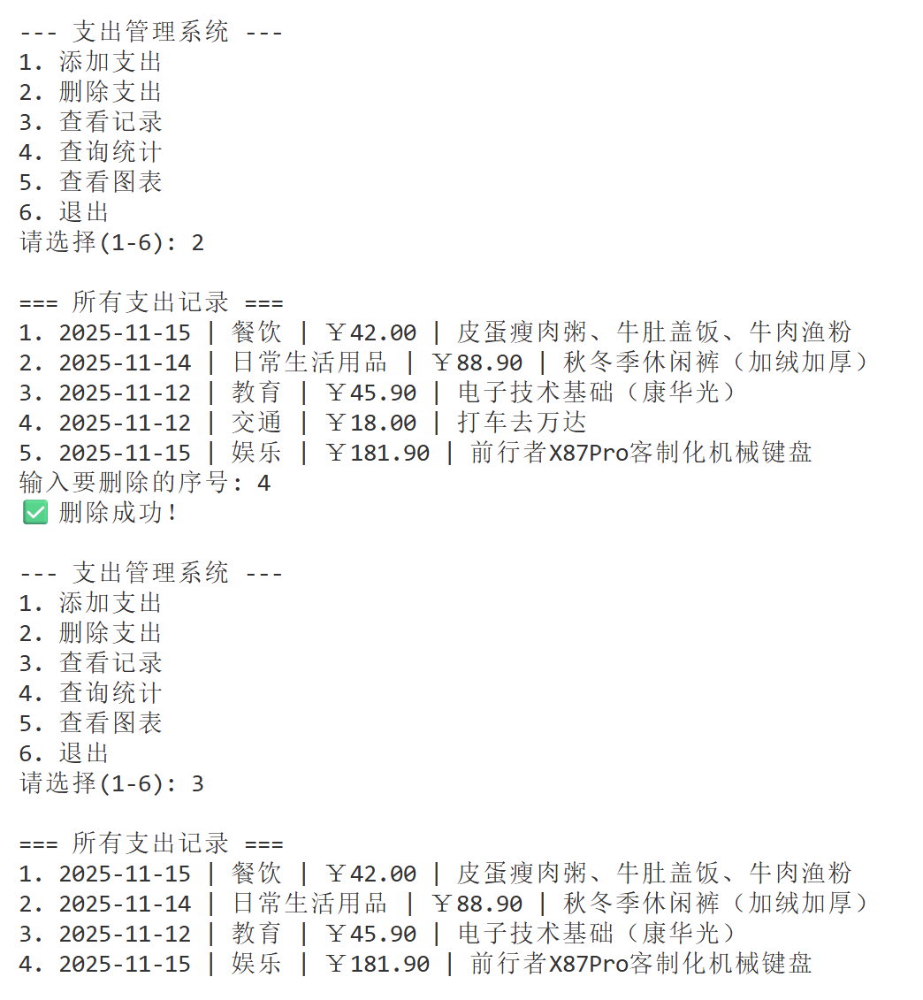 --- 支出管理系统 ---
1. 添加支出
2. 删除支出
3. 查看记录
4. 查询统计
5. 查看图表
6. 退出
请选择(1-6): 2
=== 所有支出记录 ===
1. 2025-11-15 | 餐饮 | ¥42.00 | 皮蛋瘦肉粥、牛肚盖饭、牛肉渔粉
2. 2025-11-14 | 日常生活用品 | ¥88.90 | 秋冬季休闲裤（加绒加厚）
3. 2025-11-12 | 教育 | ¥45.90 | 电子技术基础（康华光）
4. 2025-11-12 | 交通 | ¥18.00 | 打车去万达
5. 2025-11-15 | 娱乐 | ¥181.90 | 前行者X87Pro客制化机械键盘
输入要删除的序号: 4
✅ 删除成功!
--- 支出管理系统 ---
1. 添加支出
2. 删除支出
3. 查看记录
4. 查询统计
5. 查看图表
6. 退出
请选择(1-6): 3
=== 所有支出记录 ===
1. 2025-11-15 | 餐饮 | ¥42.00 | 皮蛋瘦肉粥、牛肚盖饭、牛肉渔粉
2. 2025-11-14 | 日常生活用品 | ¥88.90 | 秋冬季休闲裤（加绒加厚）
3. 2025-11-12 | 教育 | ¥45.90 | 电子技术基础（康华光）
4. 2025-11-15 | 娱乐 | ¥181.90 | 前行者X87Pro客制化机械键盘